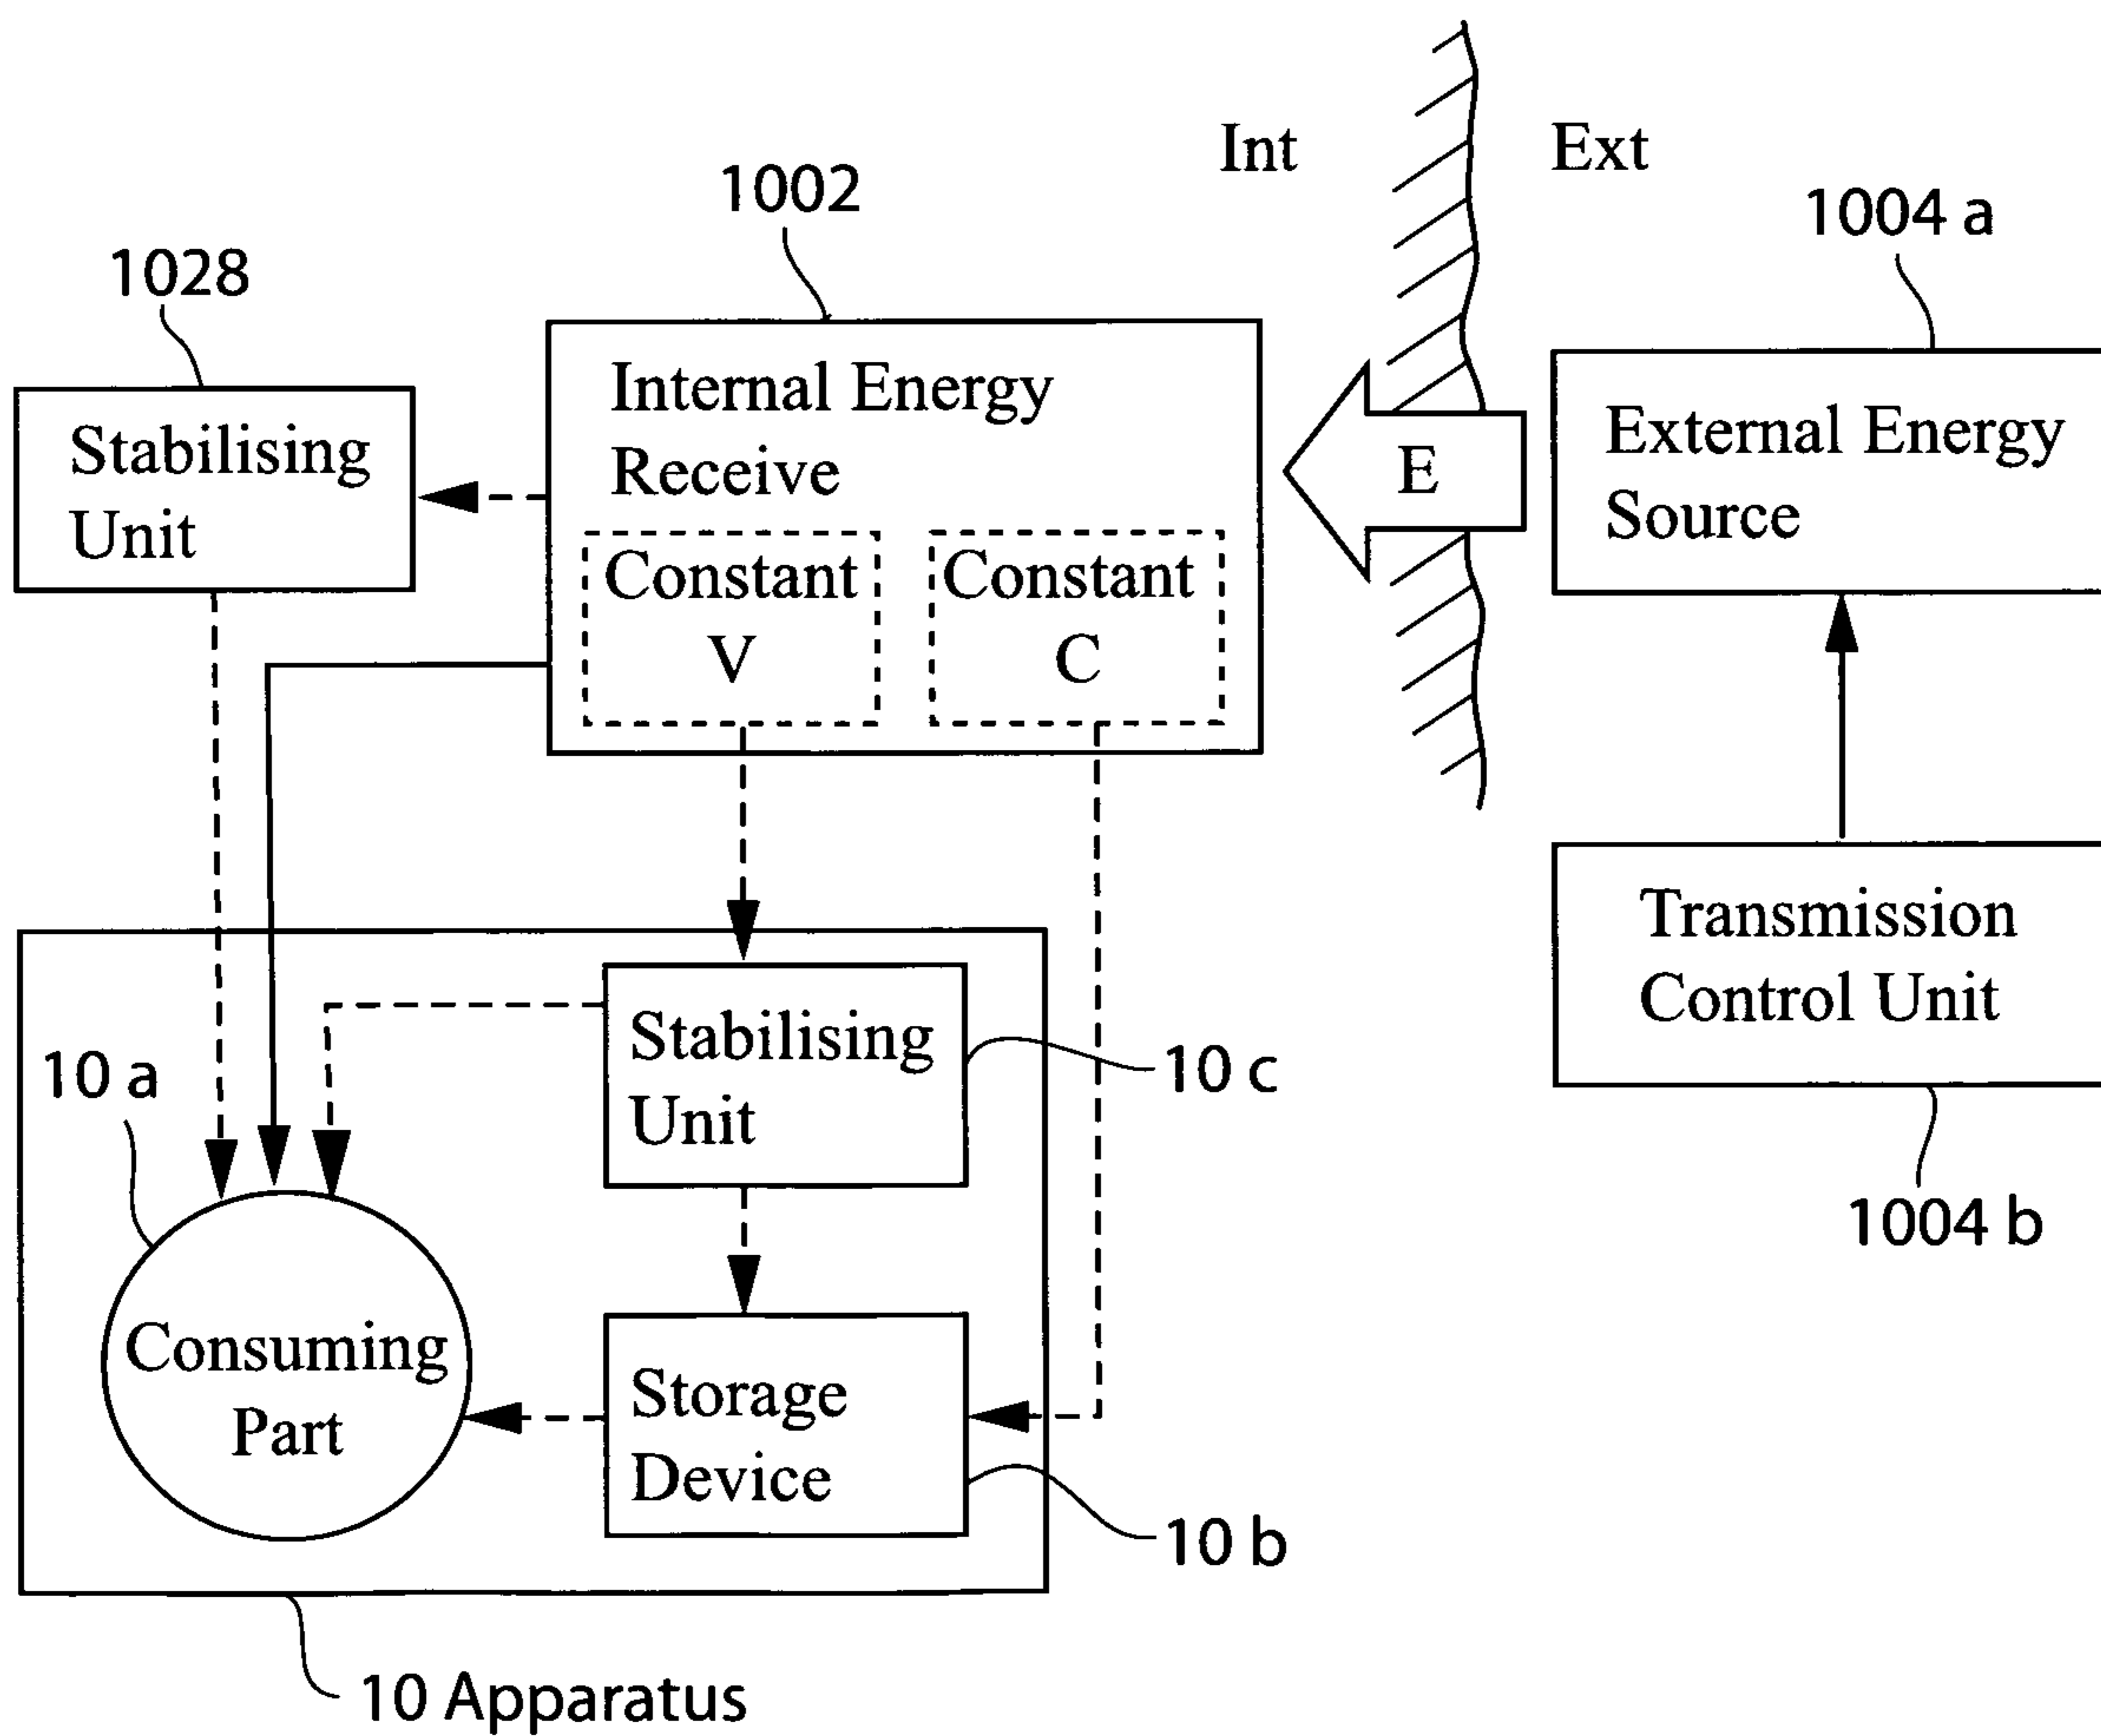 Int
Ext
1002
1004 a
1028
Internal Energy
Receive
Constant
V
Constant
C
E
External Energy
Source
Stabilising
Unit
Transmission
Control Unit
1004 b
10 a
Stabilising
Unit
10 c
Consuming
Part
Storage
Device
10 b
10 Apparatus